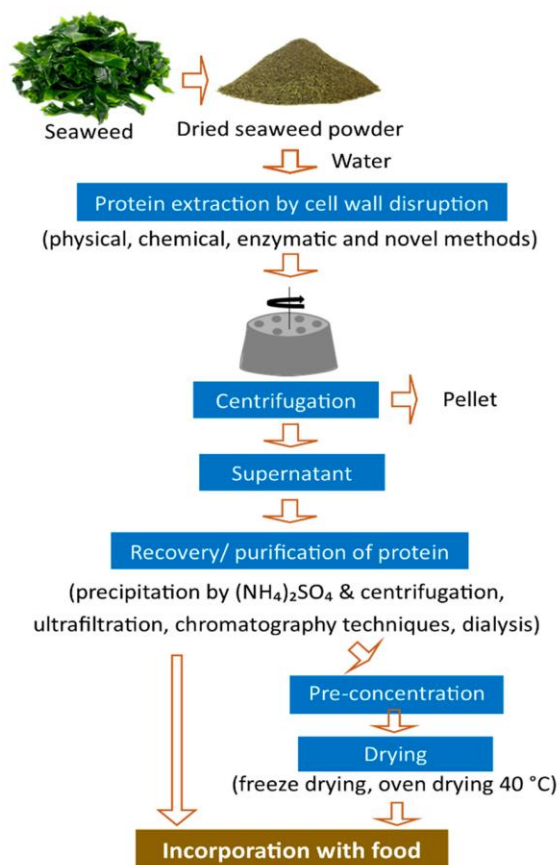 Seaweed
Dried seaweed powder
Water
Protein extraction by cell wall disruption
(physical, chemical, enzymatic and novel methods)
Centrifugation
Pellet
Supernatant
Recovery/ purification of protein
(precipitation by (NH₄)₂SO₄ & centrifugation,
ultrafiltration, chromatography techniques, dialysis)
Pre-concentration
Drying
(freeze drying, oven drying 40 °C)
Incorporation with food